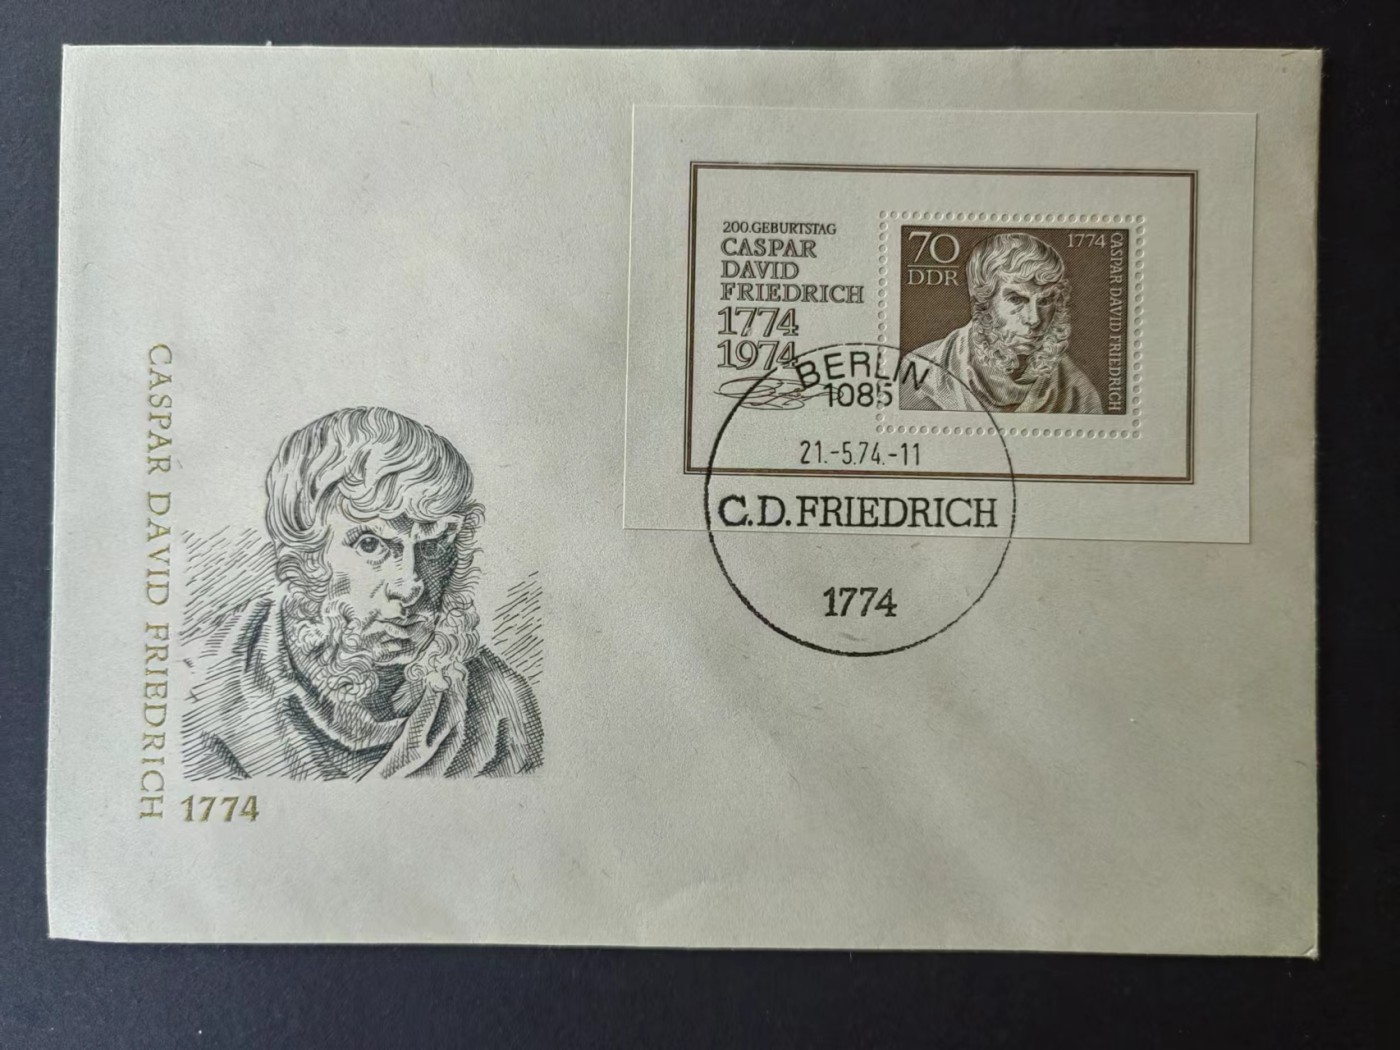 200.GEBURTSTAG
CASPAR
DAVID
FRIEDRICH
1774
1974
70
DDR
1774
CASPAR DAVID FRIEDRICH
BERLIN
1085
21.-5.74.-11
C.D.FRIEDRICH
1774
CASPAR DAVID FRIEDRICH
1774